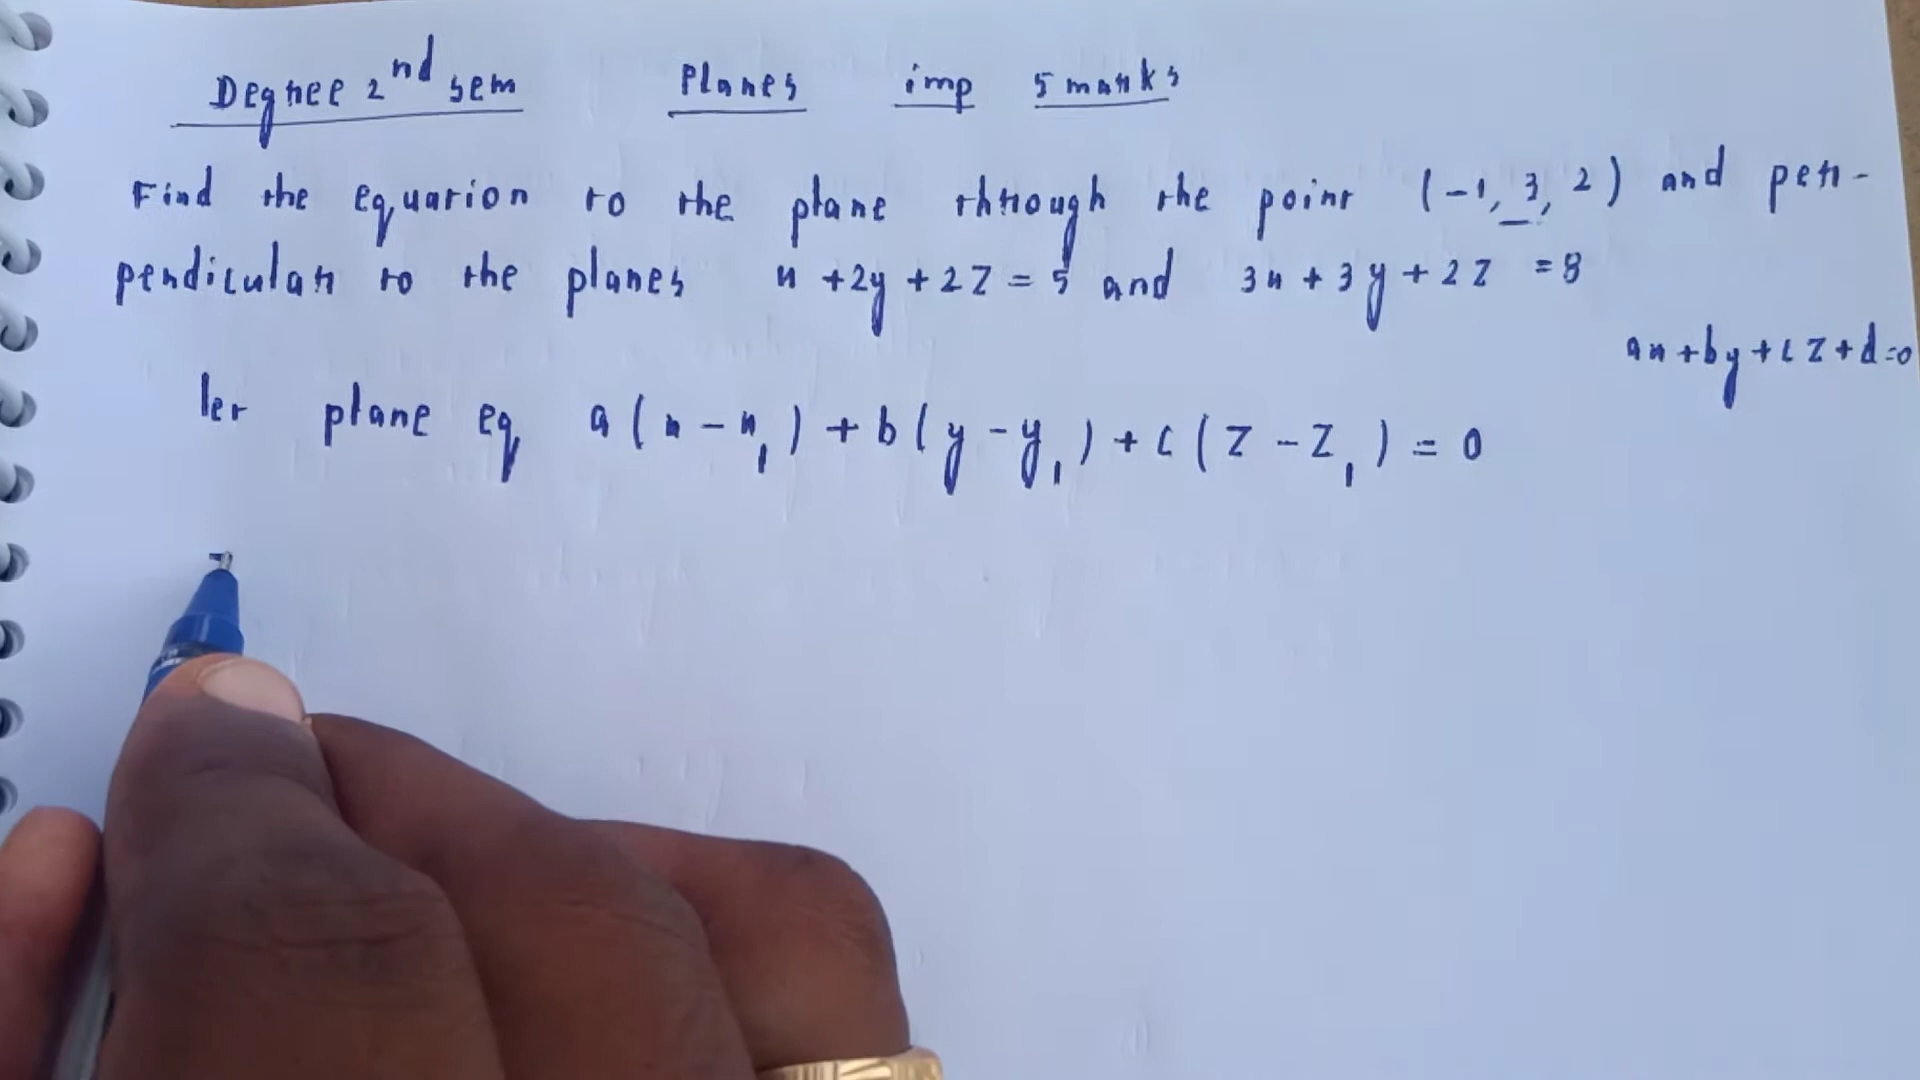 Degree 2nd sem Planes imp 5 marks
Find the equation to the plane through the point (-1, 3, 2) and per-
pendicular to the planes x + 2y + 2z = 5 and 3x + 3y + 2z = 8
ax + by + cz + d = 0
let plane eq a(x - x₁) + b(y - y₁) + c(z - z₁) = 0